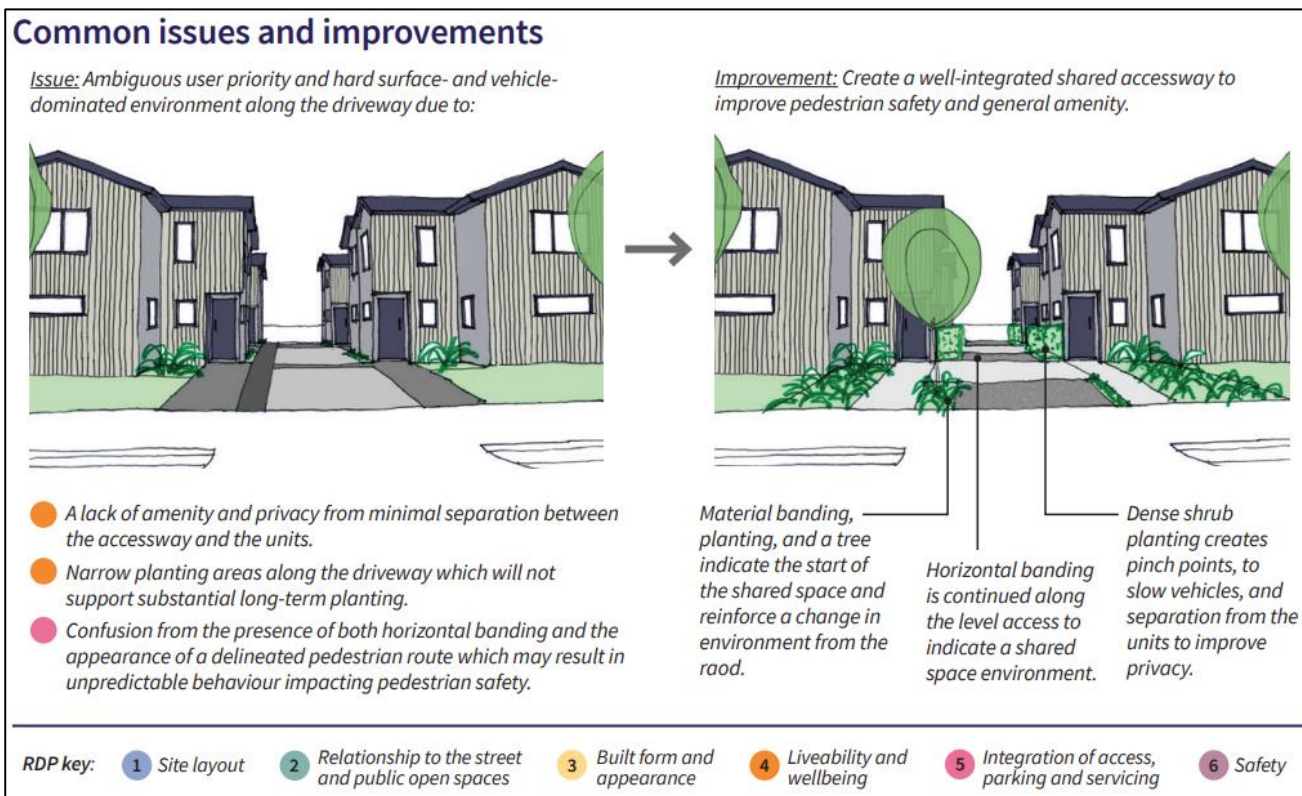 Common issues and improvements
Issue: Ambiguous user priority and hard surface- and vehicle-
dominated environment along the driveway due to:
Improvement: Create a well-integrated shared accessway to
improve pedestrian safety and general amenity.
A lack of amenity and privacy from minimal separation between
the accessway and the units.
Narrow planting areas along the driveway which will not
support substantial long-term planting.
Confusion from the presence of both horizontal banding and the
appearance of a delineated pedestrian route which may result in
unpredictable behaviour impacting pedestrian safety.
Material banding,
planting, and a tree
indicate the start of
the shared space and
reinforce a change in
environment from the
raod.
Horizontal banding
is continued along
the level access to
indicate a shared
space environment.
Dense shrub
planting creates
pinch points, to
slow vehicles, and
separation from the
units to improve
privacy.
RDP key:
1 Site layout
2 Relationship to the street
and public open spaces
3 Built form and
appearance
4 Liveability and
wellbeing
5 Integration of access,
parking and servicing
6 Safety